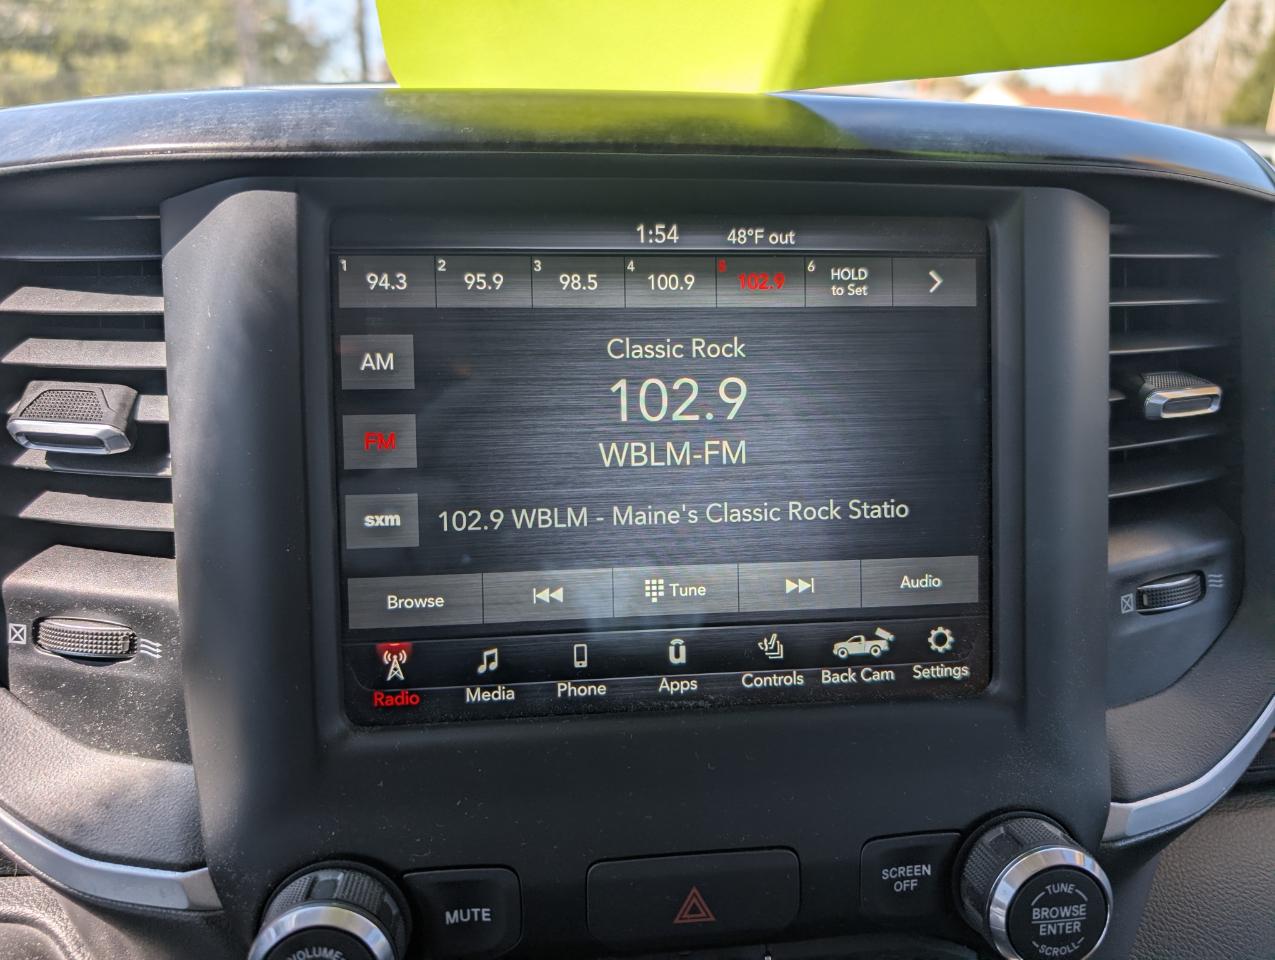 1:54 48°F out
1 94.3 2 95.9 3 98.5 4 100.9 5 102.9 6 HOLD
to Set
AM
Classic Rock
102.9
FM
WBLM-FM
sxm
102.9 WBLM - Maine's Classic Rock Statio
Browse Tune Audio
Radio Media Phone Apps Controls Back Cam Settings
VOLUME
MUTE
SCREEN
OFF
TUNE
BROWSE
ENTER
SCROLL